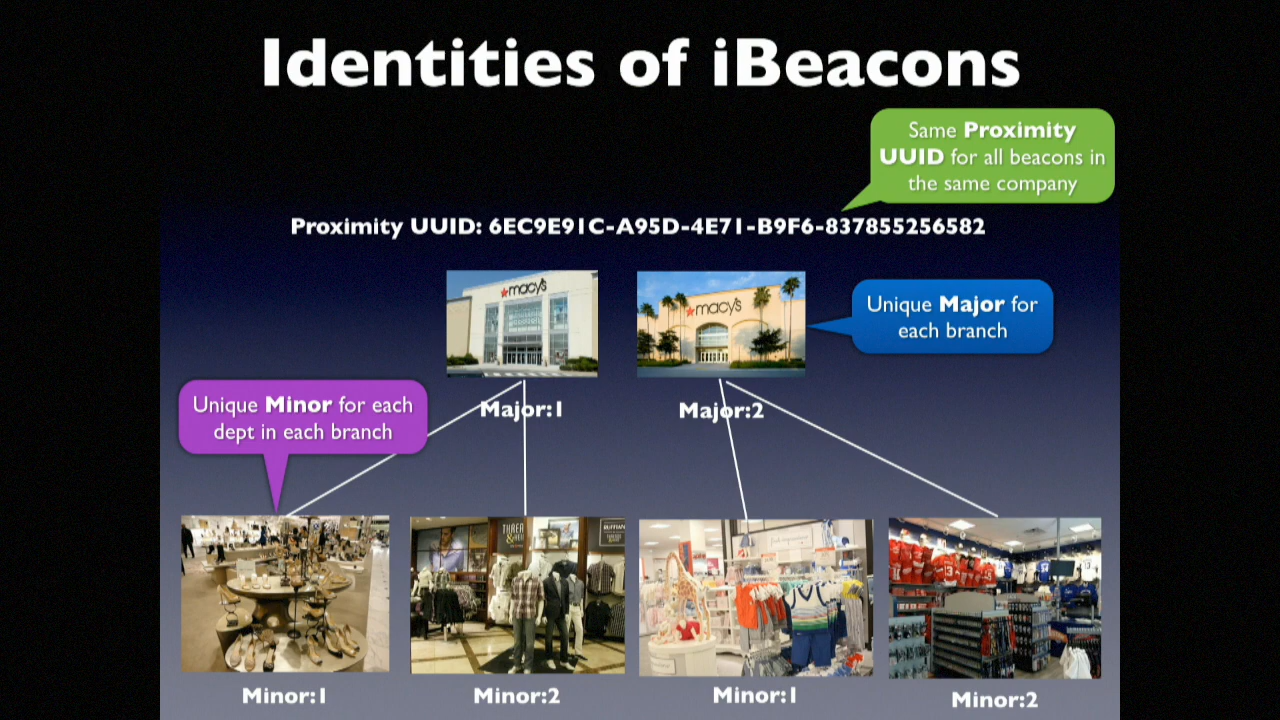 Identities of iBeacons
Same Proximity
UUID for all beacons in
the same company
Proximity UUID: 6EC9E91C-A95D-4E71-B9F6-837855256582
macy's
macy's
Unique Major for
each branch
Major:1
Major:2
Unique Minor for each
dept in each branch
Minor:1
Minor:2
Minor:1
Minor:2